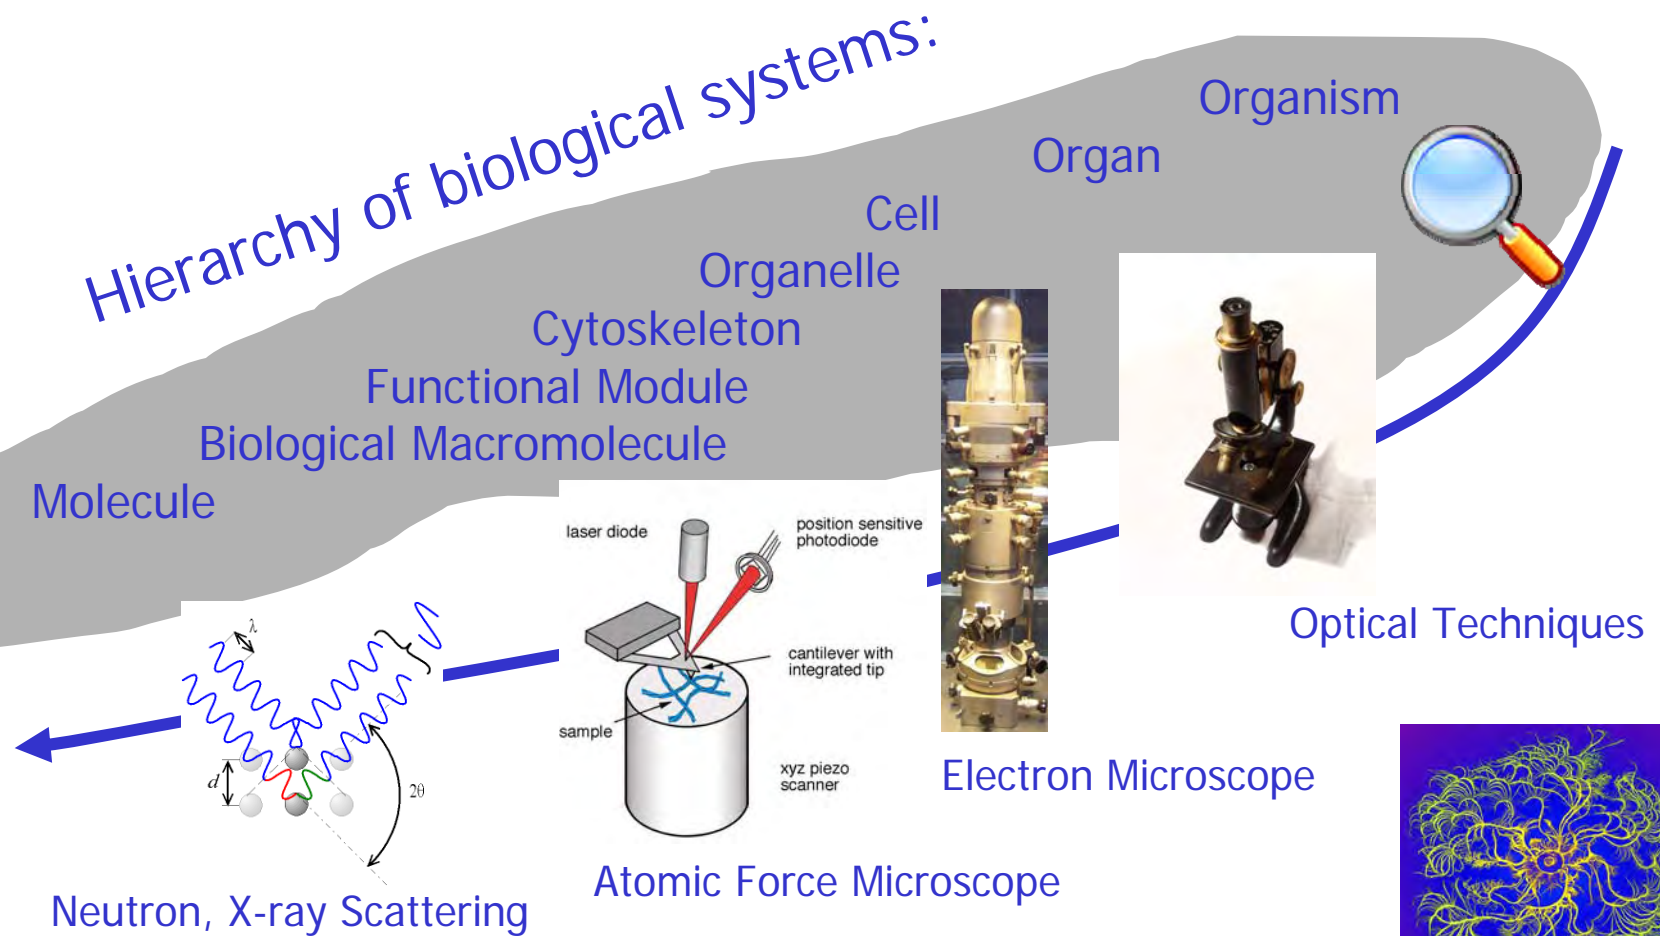 Hierarchy of biological systems:
Organism
Organ
Cell
Organelle
Cytoskeleton
Functional Module
Biological Macromolecule
Molecule
laser diode
position sensitive
photodiode
cantilever with
integrated tip
sample
xyz piezo
scanner
λ
d
2θ
Optical Techniques
Electron Microscope
Atomic Force Microscope
Neutron, X-ray Scattering